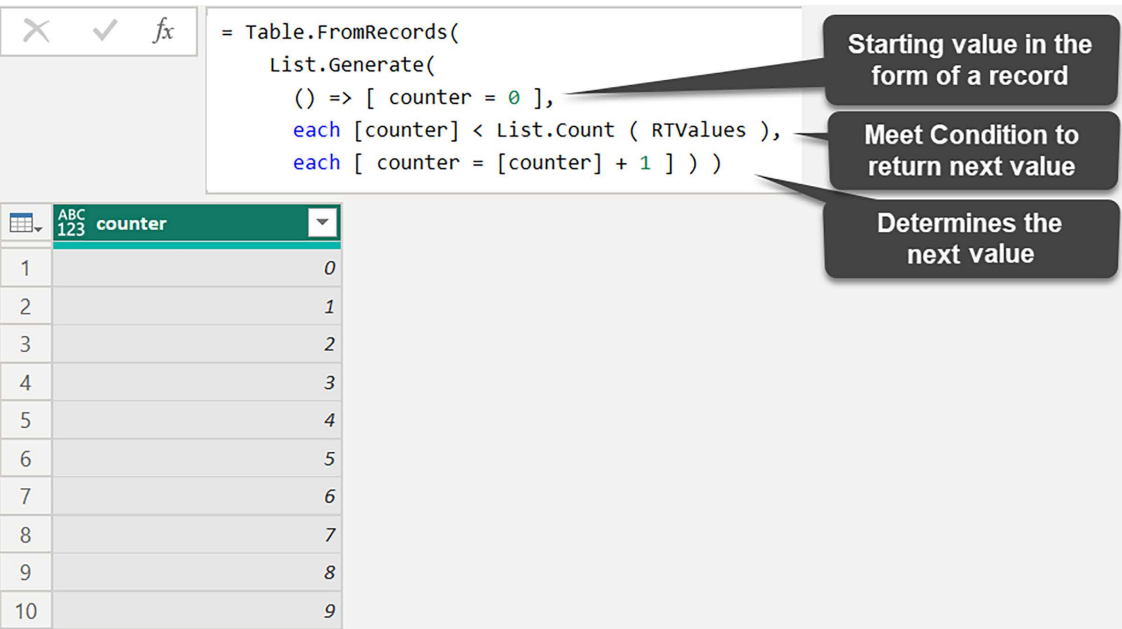 fx
= Table.FromRecords(
List.Generate(
() => [ counter = 0 ],
each [counter] < List.Count ( RTValues ),
each [ counter = [counter] + 1 ] ) )
Starting value in the
form of a record
Meet Condition to
return next value
Determines the
next value
ABC
123 counter
1 0
2 1
3 2
4 3
5 4
6 5
7 6
8 7
9 8
10 9